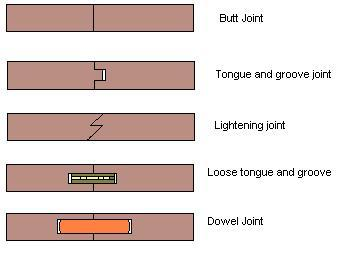 Butt Joint
Tongue and groove joint
Lightening joint
Loose tongue and groove
Dowel Joint